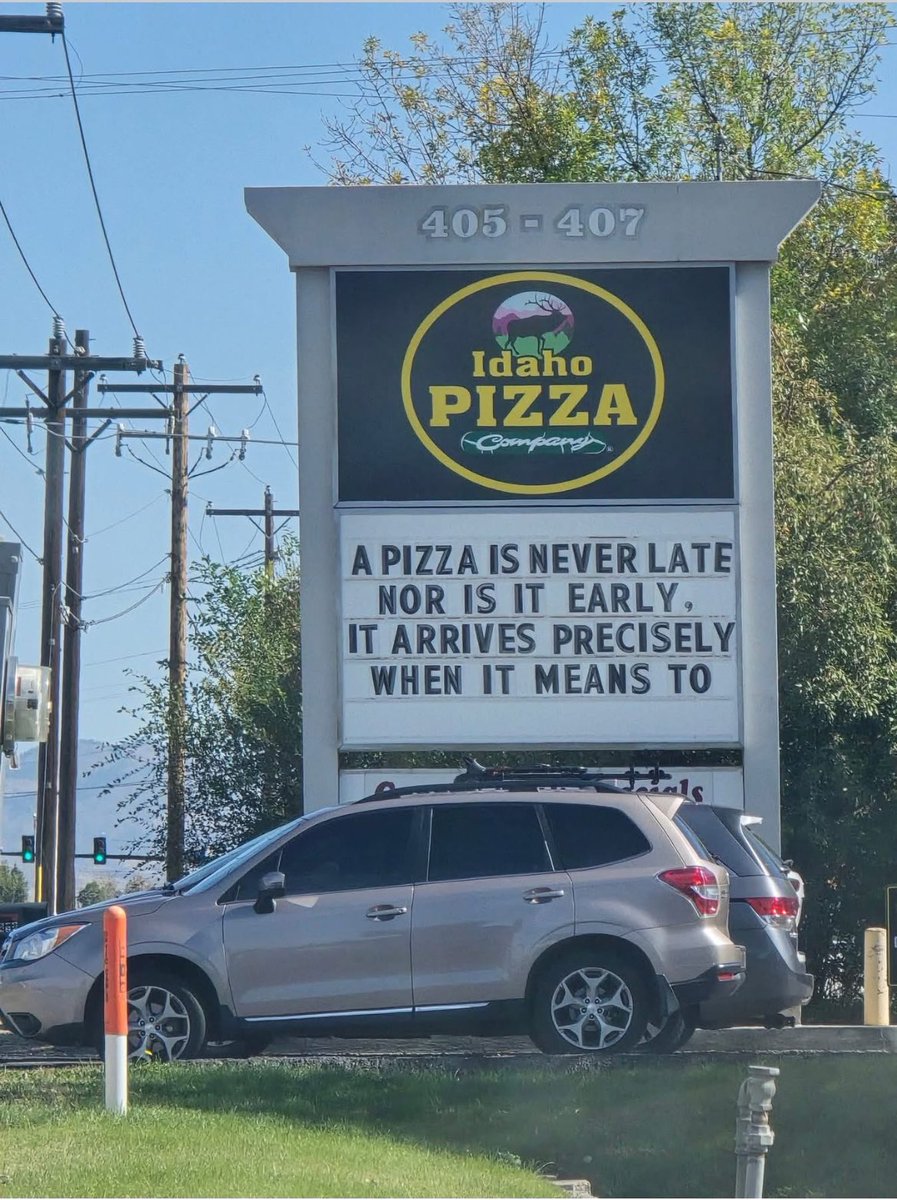 405 - 407
Idaho
PIZZA
Company
A PIZZA IS NEVER LATE
NOR IS IT EARLY,
IT ARRIVES PRECISELY
WHEN IT MEANS TO